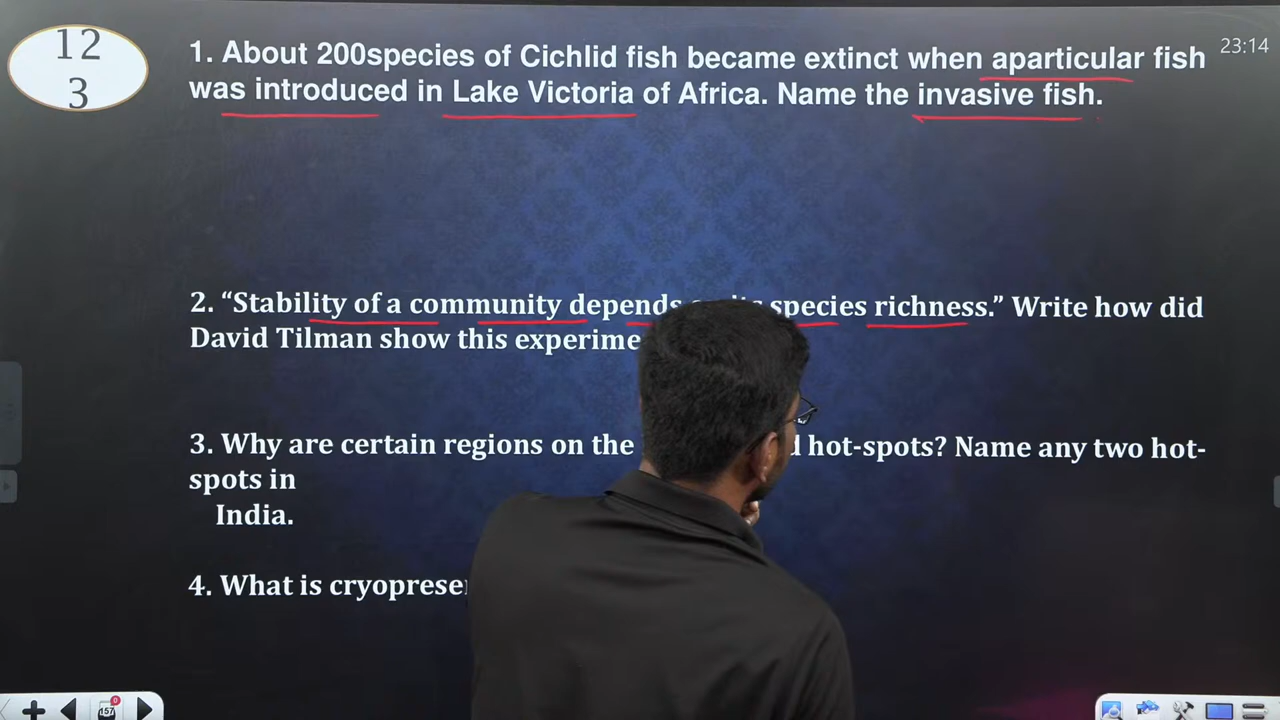 12
3
23:14
1. About 200species of Cichlid fish became extinct when aparticular fish
was introduced in Lake Victoria of Africa. Name the invasive fish.
2. “Stability of a community depends species richness.” Write how did
David Tilman show this
3. Why are certain regions on the hot-spots? Name any two hot-
spots in
India.
4. What is
157
0